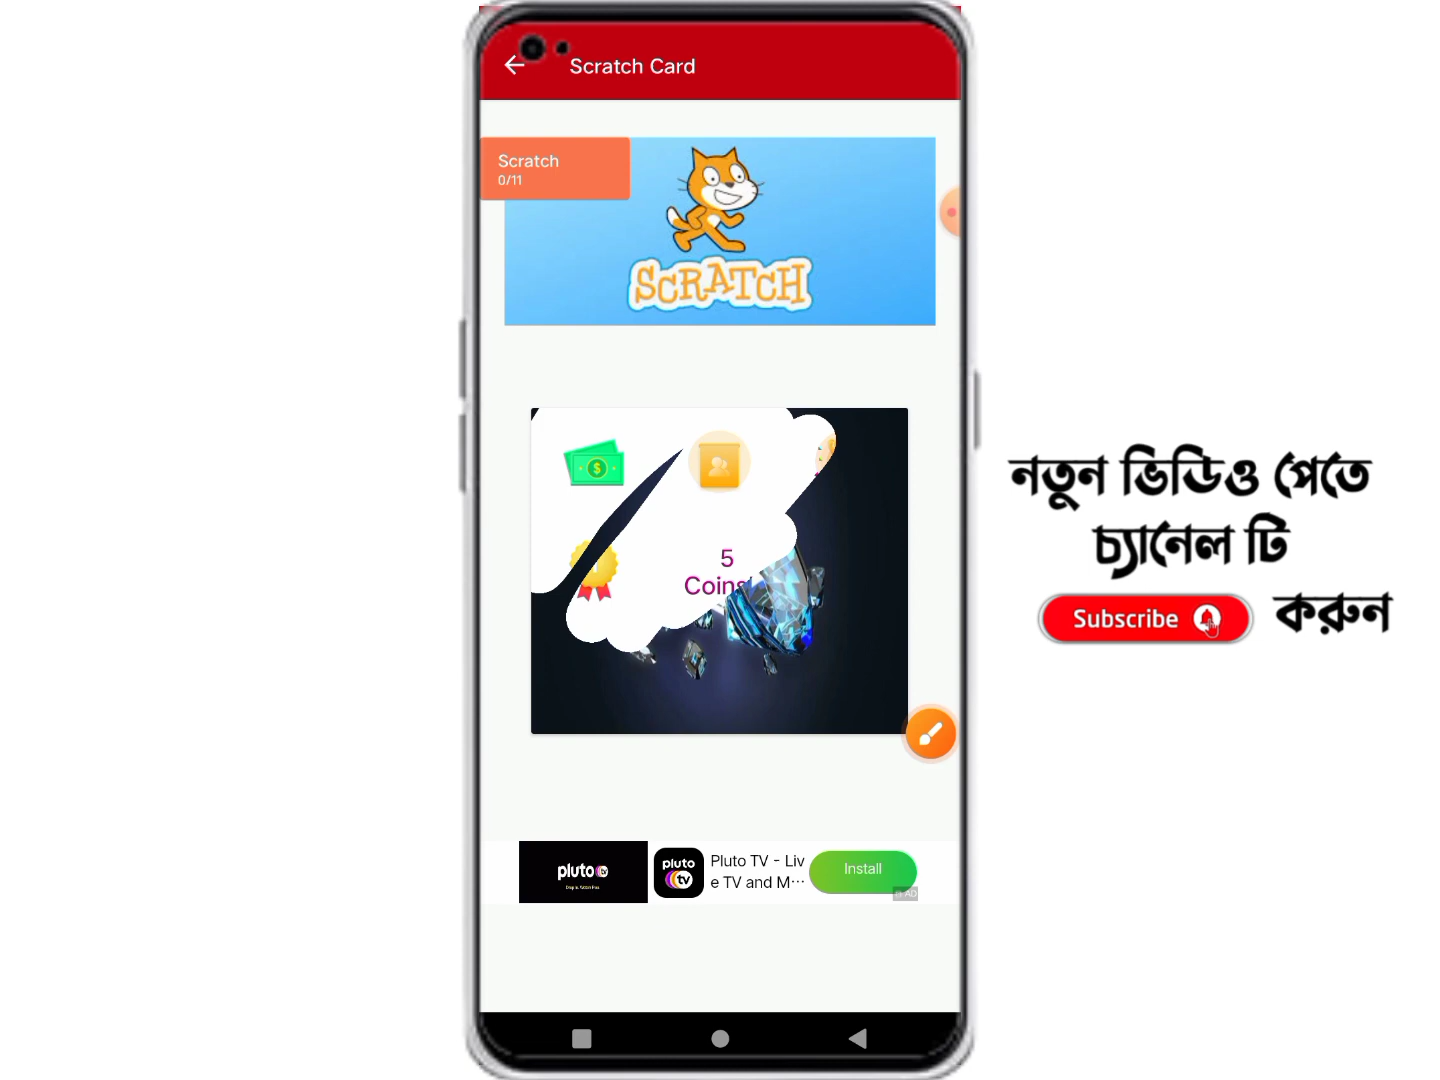 Scratch Card
Scratch
0/11
SCRATCH
5
Coins
pluto tv
pluto
tv
Pluto TV - Liv
e TV and M...
Install
AD
নতুন ভিডিও পেতে
চ্যানেল টি
Subscribe করুন